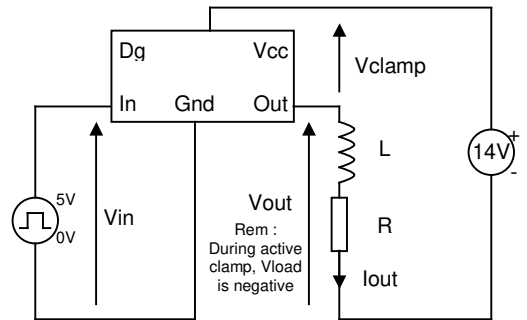 Dg Vcc
In Gnd Out
Vclamp
14V
+
-
L
R
Iout
5V
0V
Vin
Vout
Rem :
During active
clamp, Vload
is negative